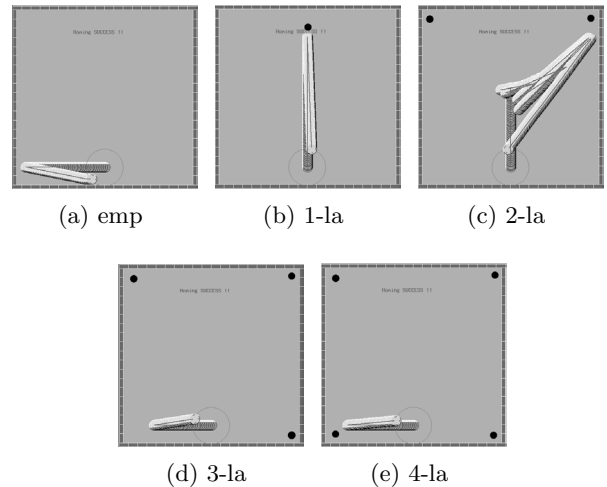 Homing SUCCESS !!
Homing SUCCESS !!
Homing SUCCESS !!
(a) emp
(b) 1-la
(c) 2-la
Homing SUCCESS !!
Homing SUCCESS !!
(d) 3-la
(e) 4-la